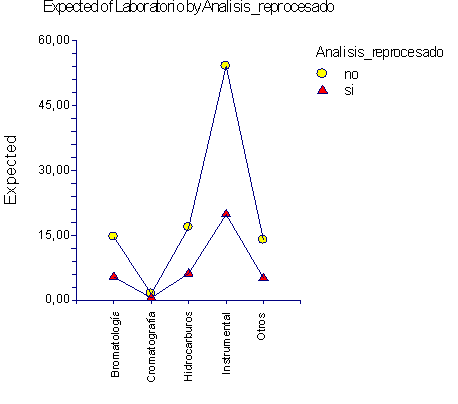 Expected of Laboratorio by Analisis_reprocesado
60,00
45,00
30,00
15,00
0,00
Expected
Bromatología
Cromatografía
Hidrocarburos
Instrumental
Otros
Analisis_reprocesado
no
si